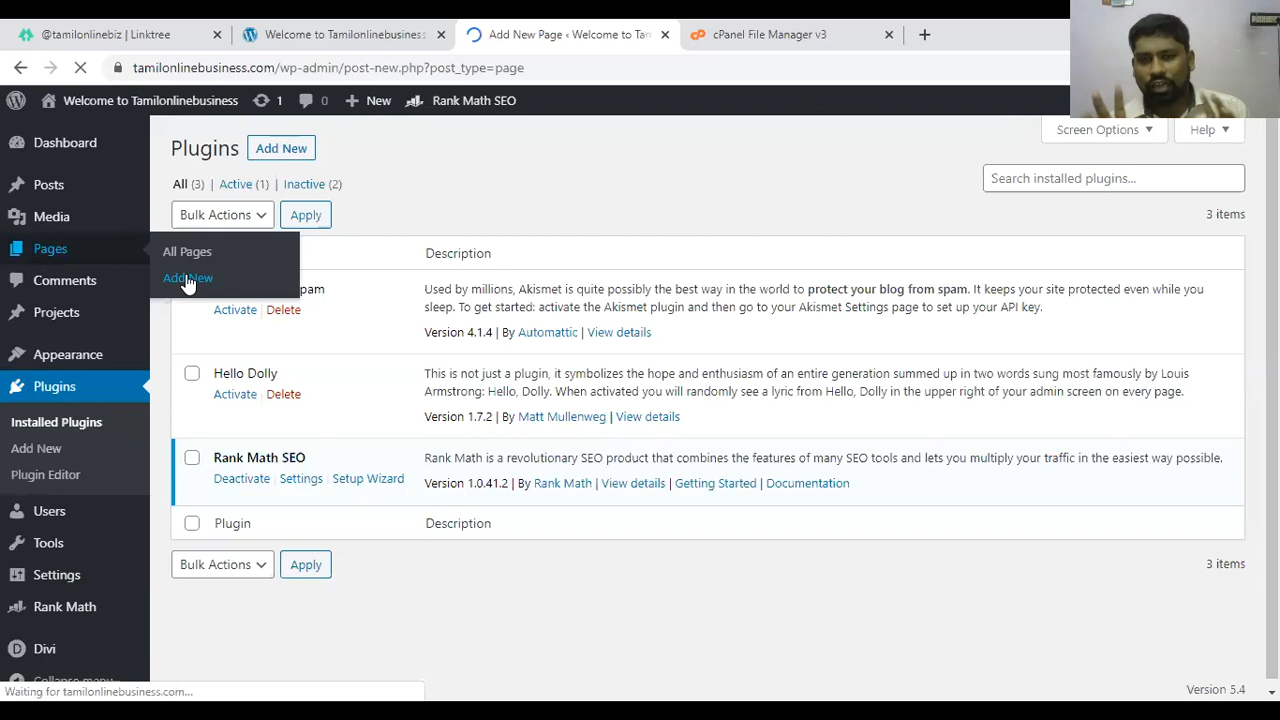 @tamilonlinebiz | Linktree
Welcome to Tamilonlinebusiness
Add New Page ‹ Welcome to Tam
cPanel File Manager v3
tamilonlinebusiness.com/wp-admin/post-new.php?post_type=page
Welcome to Tamilonlinebusiness 1 0 New Rank Math SEO
Screen Options Help
Dashboard
Posts
Media
Pages
All Pages
Add New
Comments
Projects
Appearance
Plugins
Installed Plugins
Add New
Plugin Editor
Users
Tools
Settings
Rank Math
Divi
Collapse menu
Plugins Add New
All (3) | Active (1) | Inactive (2)
Search installed plugins...
Bulk Actions Apply
3 items
Description
Used by millions, Akismet is quite possibly the best way in the world to protect your blog from spam. It keeps your site protected even while you
sleep. To get started: activate the Akismet plugin and then go to your Akismet Settings page to set up your API key.
Activate | Delete
Version 4.1.4 | By Automattic | View details
Hello Dolly
This is not just a plugin, it symbolizes the hope and enthusiasm of an entire generation summed up in two words sung most famously by Louis
Armstrong: Hello, Dolly. When activated you will randomly see a lyric from Hello, Dolly in the upper right of your admin screen on every page.
Activate | Delete
Version 1.7.2 | By Matt Mullenweg | View details
Rank Math SEO
Rank Math is a revolutionary SEO product that combines the features of many SEO tools and lets you multiply your traffic in the easiest way possible.
Deactivate | Settings | Setup Wizard
Version 1.0.41.2 | By Rank Math | View details | Getting Started | Documentation
Plugin
Description
Bulk Actions Apply
3 items
Waiting for tamilonlinebusiness.com...
Version 5.4